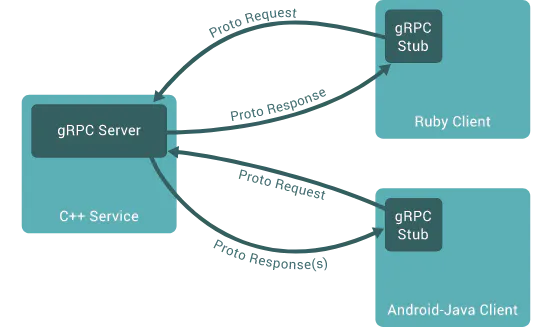 Proto Request
gRPC
Stub
Ruby Client
Proto Response
gRPC Server
C++ Service
Proto Request
gRPC
Stub
Proto Response(s)
Android-Java Client